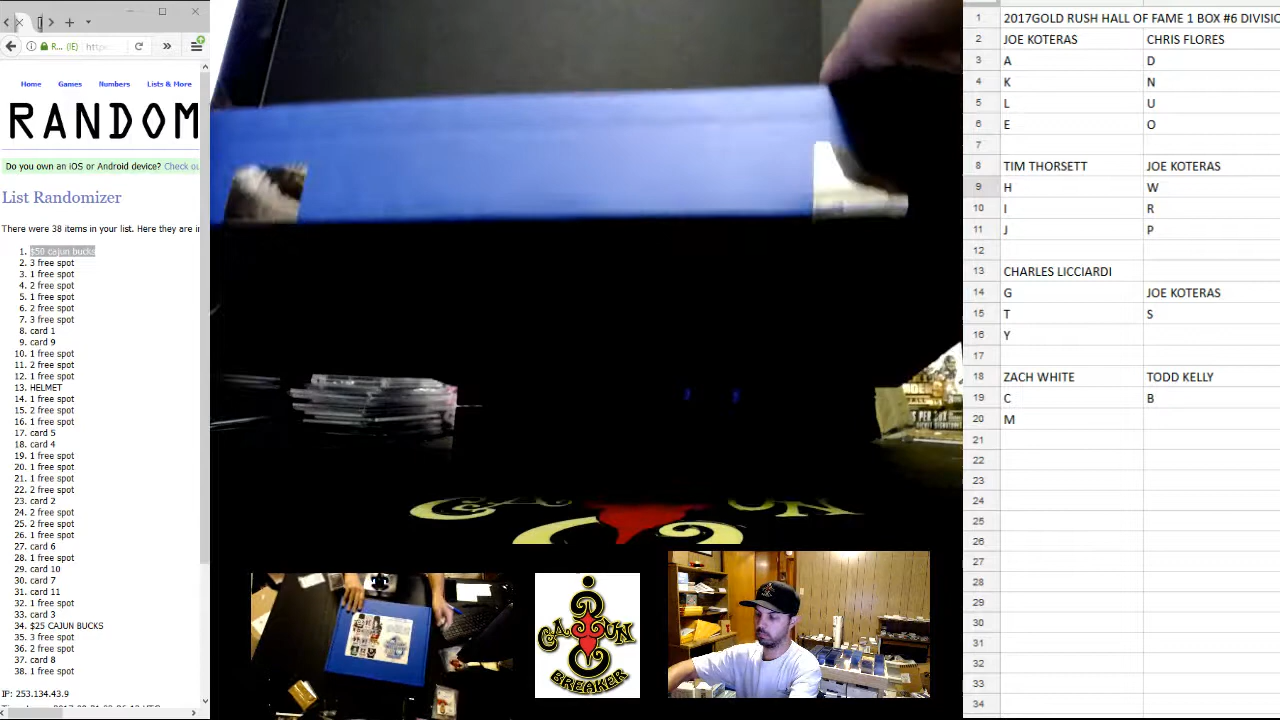 R... (IE) https:
Home Games Numbers Lists & More
RANDOM
Do you own an iOS or Android device? Check ou
List Randomizer
There were 38 items in your list. Here they are i
1. $50 cajun bucks
2. 3 free spot
3. 1 free spot
4. 2 free spot
5. 1 free spot
6. 2 free spot
7. 3 free spot
8. card 1
9. card 9
10. 1 free spot
11. 2 free spot
12. 1 free spot
13. HELMET
14. 1 free spot
15. 2 free spot
16. 1 free spot
17. card 5
18. card 4
19. 1 free spot
20. 1 free spot
21. 1 free spot
22. 2 free spot
23. card 2
24. 2 free spot
25. 2 free spot
26. 1 free spot
27. card 6
28. 1 free spot
29. card 10
30. card 7
31. card 11
32. 1 free spot
33. card 3
34. $25 CAJUN BUCKS
35. 3 free spot
36. 2 free spot
37. card 8
38. 1 free spot
IP: 253.134.43.9
CAJUN
CAJUN
BREAKER
1 2017GOLD RUSH HALL OF FAME 1 BOX #6 DIVISIO
2 JOE KOTERAS CHRIS FLORES
3 A D
4 K N
5 L U
6 E O
7
8 TIM THORSETT JOE KOTERAS
9 H W
10 I R
11 J P
12
13 CHARLES LICCIARDI
14 G JOE KOTERAS
15 T S
16 Y
17
18 ZACH WHITE TODD KELLY
19 C B
20 M
21
22
23
24
25
26
27
28
29
30
31
32
33
34